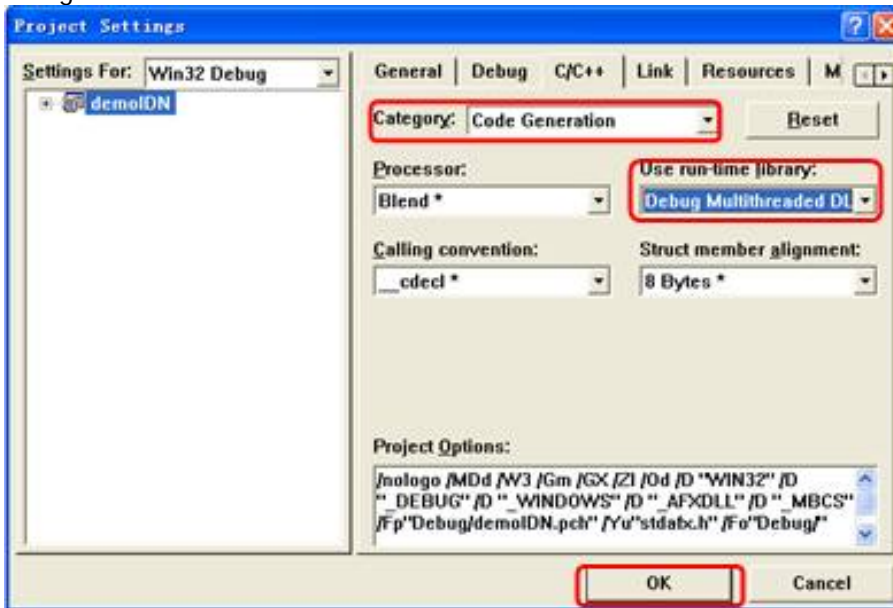 Project Settings
Settings For: Win32 Debug
demoIDN
General Debug C/C++ Link Resources M
Category: Code Generation
Reset
Processor:
Blend *
Use run-time library:
Debug Multithreaded DL
Calling convention:
__cdecl *
Struct member alignment:
8 Bytes *
Project Options:
/nologo /MDd /W3 /Gm /GX /ZI /Od /D "WIN32" /D
"_DEBUG" /D "_WINDOWS" /D "_AFXDLL" /D "_MBCS"
/Fp"Debug/demoIDN.pch" /Yu"stdafx.h" /Fo"Debug/"
OK
Cancel